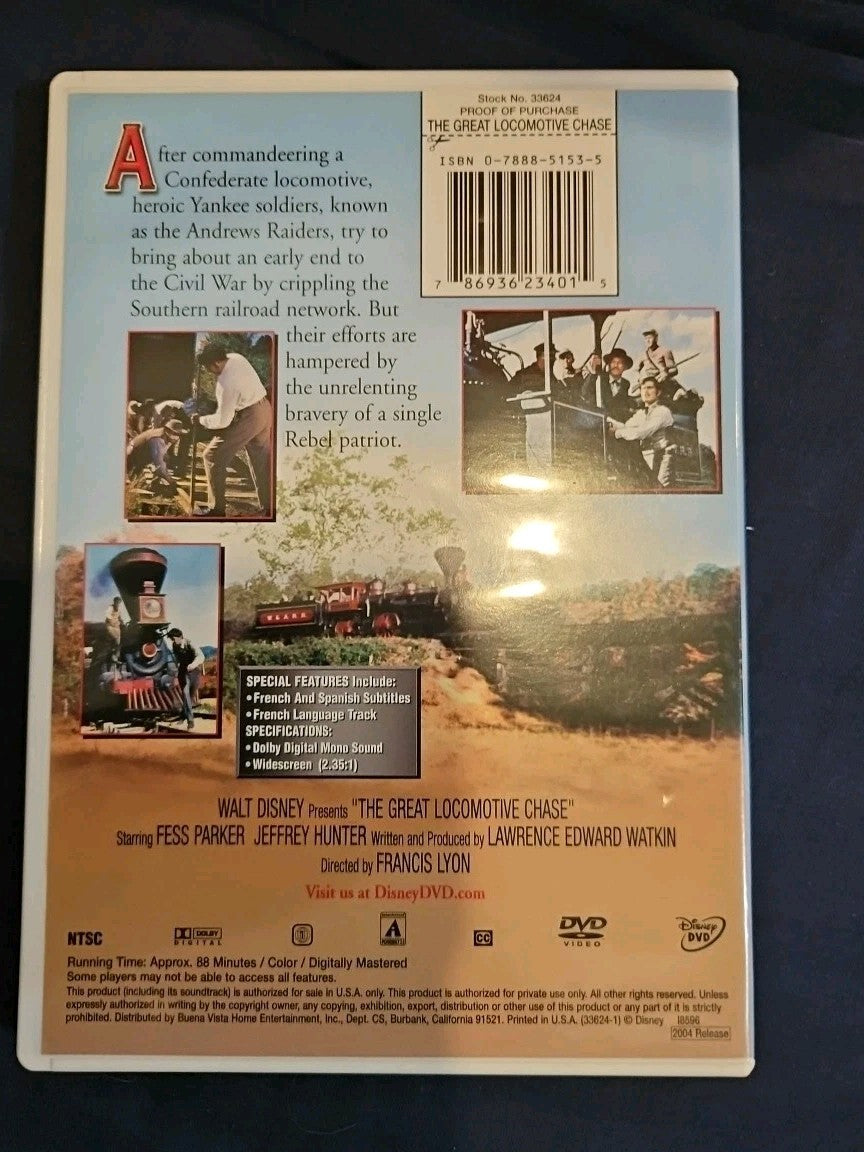 Stock No. 33624
PROOF OF PURCHASE
THE GREAT LOCOMOTIVE CHASE
ISBN 0-7888-5153-5
7 86936 23401 5
After commandeering a
Confederate locomotive,
heroic Yankee soldiers, known
as the Andrews Raiders, try to
bring about an early end to
the Civil War by crippling the
Southern railroad network. But
their efforts are
hampered by
the unrelenting
bravery of a single
Rebel patriot.
W.& A.R.R.
SPECIAL FEATURES Include:
• French And Spanish Subtitles
• French Language Track
SPECIFICATIONS:
• Dolby Digital Mono Sound
• Widescreen (2.35:1)
WALT DISNEY Presents "THE GREAT LOCOMOTIVE CHASE"
Starring FESS PARKER JEFFREY HUNTER Written and Produced by LAWRENCE EDWARD WATKIN
Directed by FRANCIS LYON
Visit us at DisneyDVD.com
NTSC
DOLBY
DIGITAL
1
A
CC
DVD
VIDEO
Disney
DVD
Running Time: Approx. 88 Minutes / Color / Digitally Mastered
Some players may not be able to access all features.
This product (including its soundtrack) is authorized for sale in U.S.A. only. This product is authorized for private use only. All other rights reserved. Unless
expressly authorized in writing by the copyright owner, any copying, exhibition, export, distribution or other use of this product or any part of it is strictly
prohibited. Distributed by Buena Vista Home Entertainment, Inc., Dept. CS, Burbank, California 91521. Printed in U.S.A. (33624-1) © Disney I8596
2004 Release